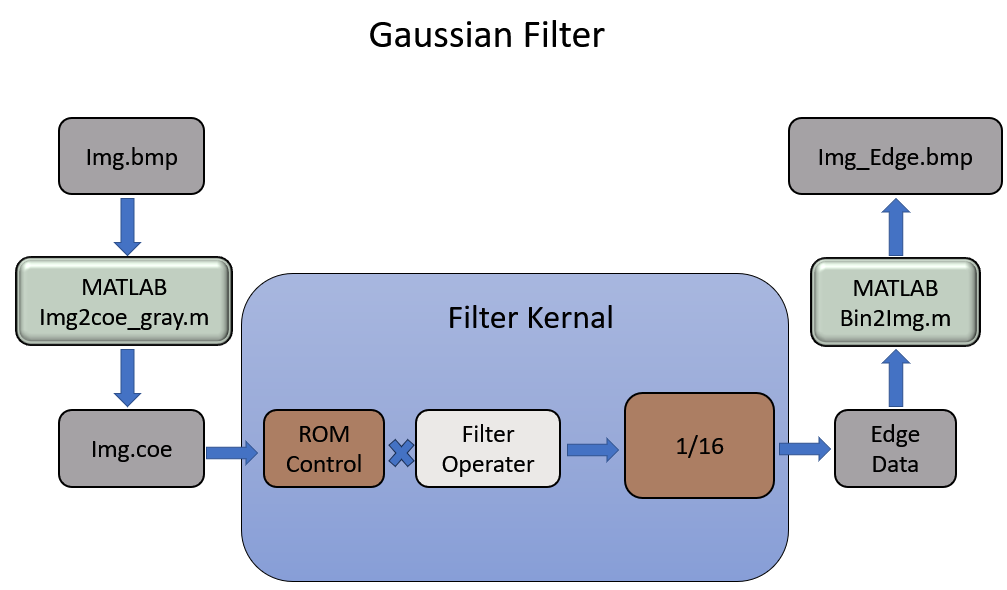 Gaussian Filter
Img.bmp
MATLAB
Img2coe_gray.m
Img.coe
Filter Kernal
ROM
Control
Filter
Operater
1/16
Edge
Data
MATLAB
Bin2Img.m
Img_Edge.bmp